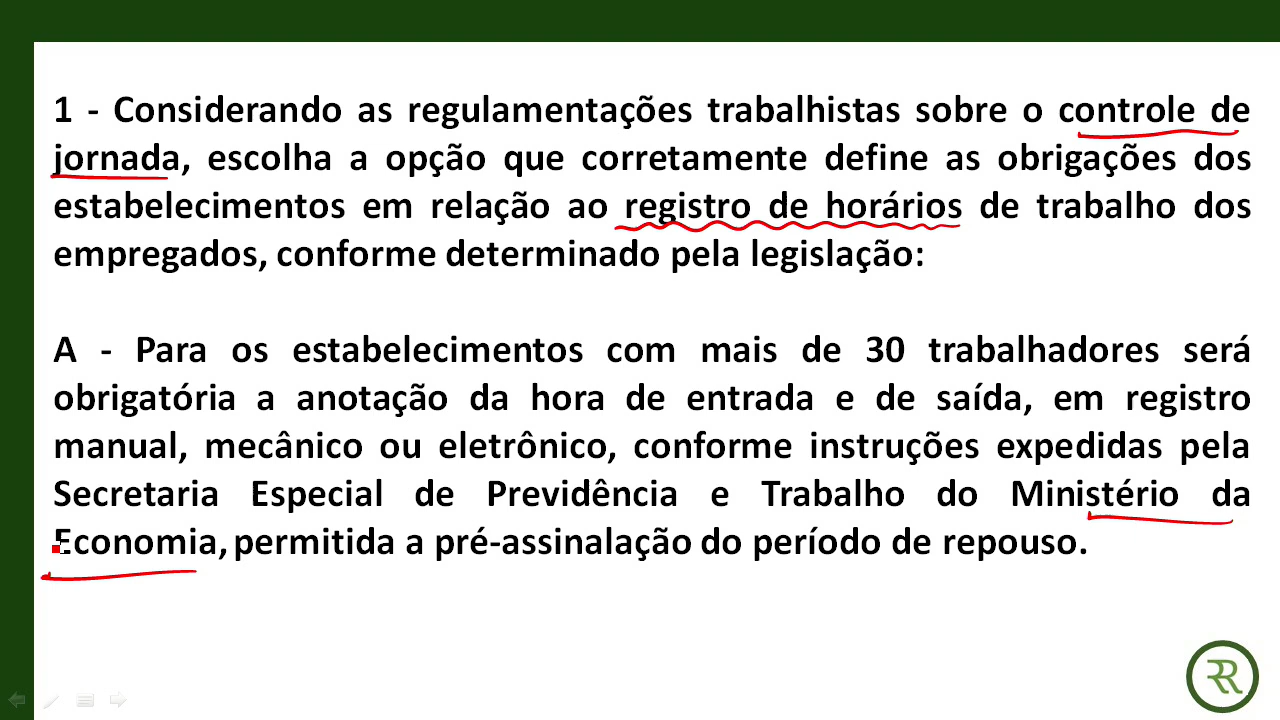 1 - Considerando as regulamentações trabalhistas sobre o controle de
jornada, escolha a opção que corretamente define as obrigações dos
estabelecimentos em relação ao registro de horários de trabalho dos
empregados, conforme determinado pela legislação:
A - Para os estabelecimentos com mais de 30 trabalhadores será
obrigatória a anotação da hora de entrada e de saída, em registro
manual, mecânico ou eletrônico, conforme instruções expedidas pela
Secretaria Especial de Previdência e Trabalho do Ministério da
Economia, permitida a pré-assinalação do período de repouso.